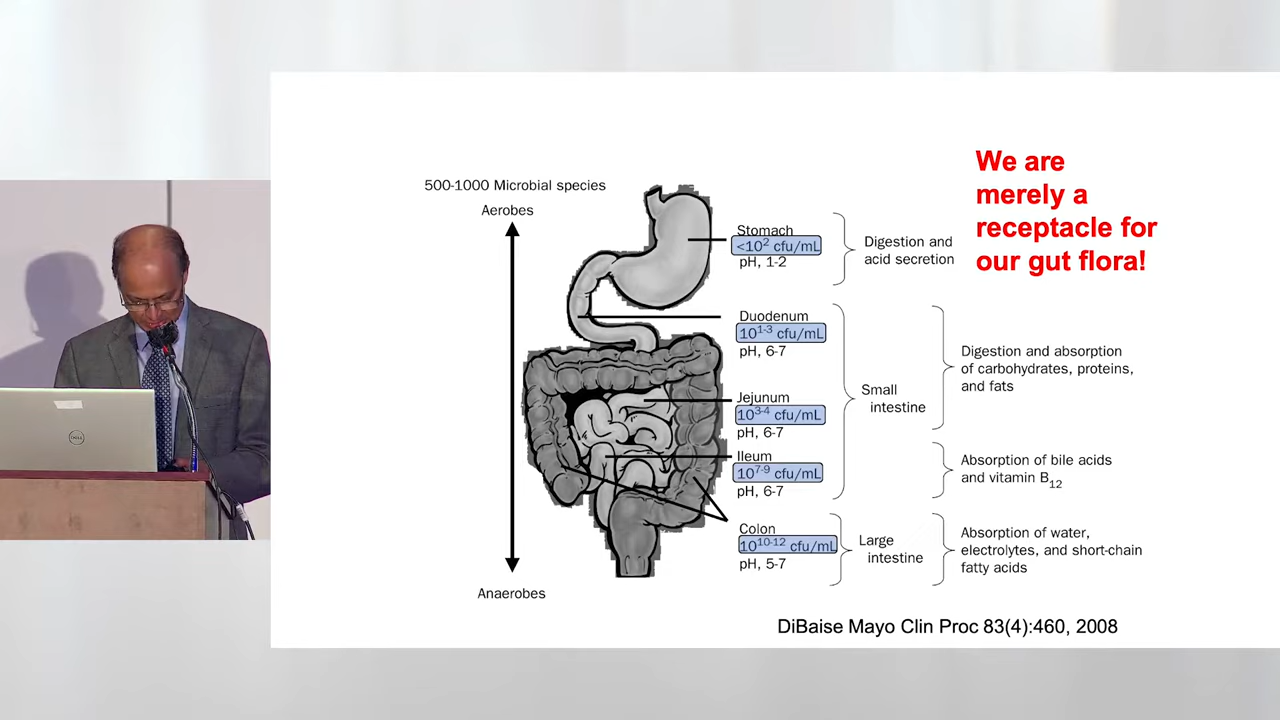 We are
merely a
receptacle for
our gut flora!
500-1000 Microbial species
Aerobes
Anaerobes
Stomach
<10² cfu/mL
pH, 1-2
Digestion and
acid secretion
Duodenum
10¹⁻³ cfu/mL
pH, 6-7
Jejunum
10³⁻⁴ cfu/mL
pH, 6-7
Ileum
10⁷⁻⁹ cfu/mL
pH, 6-7
Small
intestine
Digestion and absorption
of carbohydrates, proteins,
and fats
Absorption of bile acids
and vitamin B₁₂
Colon
10¹⁰⁻¹² cfu/mL
pH, 5-7
Large
intestine
Absorption of water,
electrolytes, and short-chain
fatty acids
DiBaise Mayo Clin Proc 83(4):460, 2008
DELL